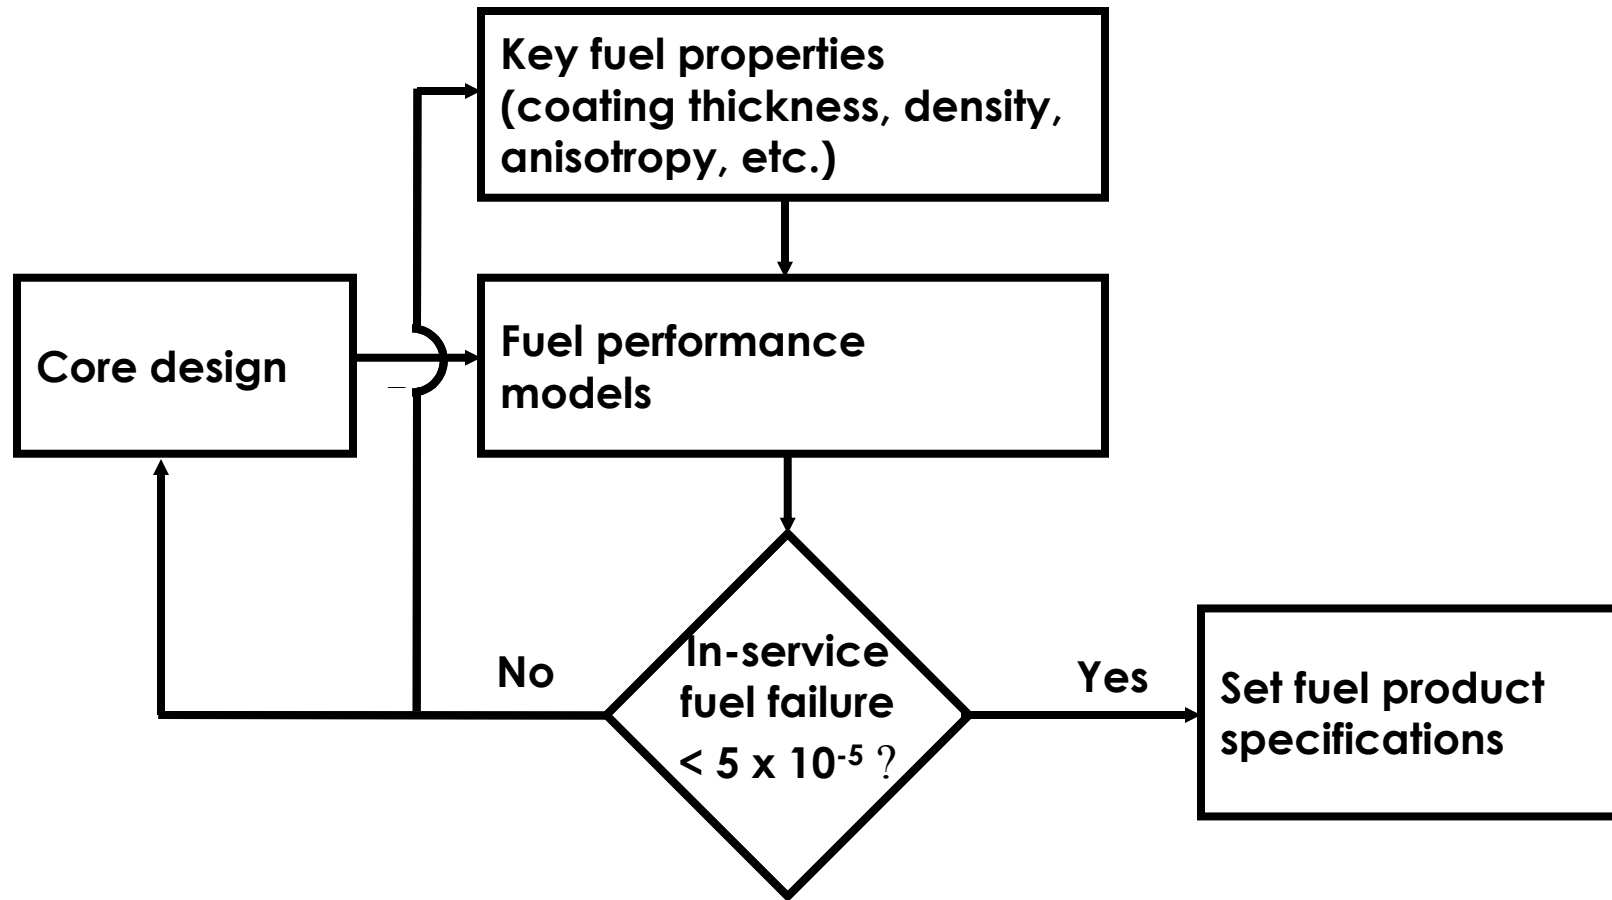 Key fuel properties
(coating thickness, density,
anisotropy, etc.)
Core design
Fuel performance
models
In-service
fuel failure
< 5 x 10⁻⁵ ?
No
Yes
Set fuel product
specifications